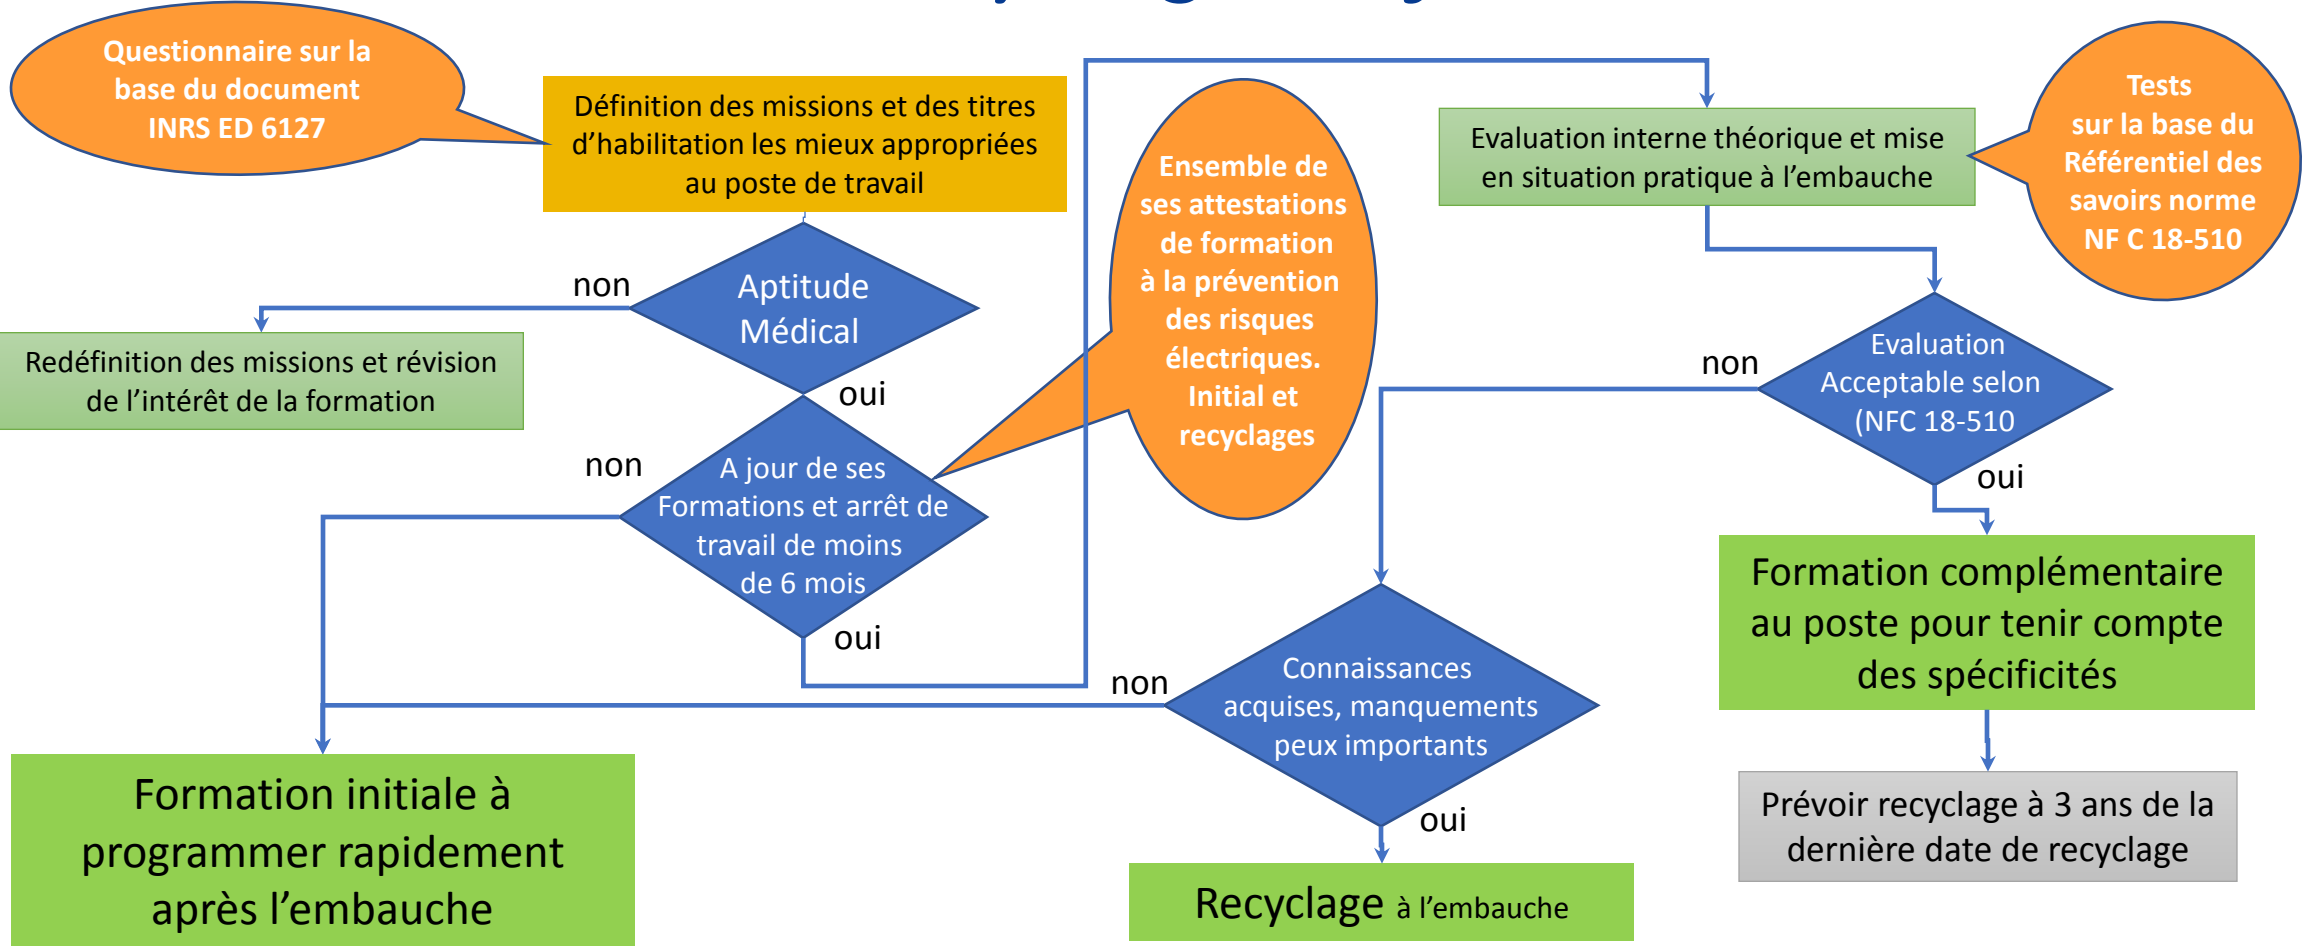 Questionnaire sur la
base du document
INRS ED 6127
Définition des missions et des titres
d’habilitation les mieux appropriées
au poste de travail
Ensemble de
ses attestations
de formation
à la prévention
des risques
électriques.
Initial et
recyclages
Evaluation interne théorique et mise
en situation pratique à l’embauche
Tests
sur la base du
Référentiel des
savoirs norme
NF C 18-510
non
Aptitude
Médical
oui
Redéfinition des missions et révision
de l’intérêt de la formation
non
A jour de ses
Formations et arrêt de
travail de moins
de 6 mois
oui
non
Evaluation
Acceptable selon
(NFC 18-510
oui
Formation complémentaire
au poste pour tenir compte
des spécificités
non
Connaissances
acquises, manquements
peux importants
oui
Prévoir recyclage à 3 ans de la
dernière date de recyclage
Formation initiale à
programmer rapidement
après l’embauche
Recyclage à l’embauche